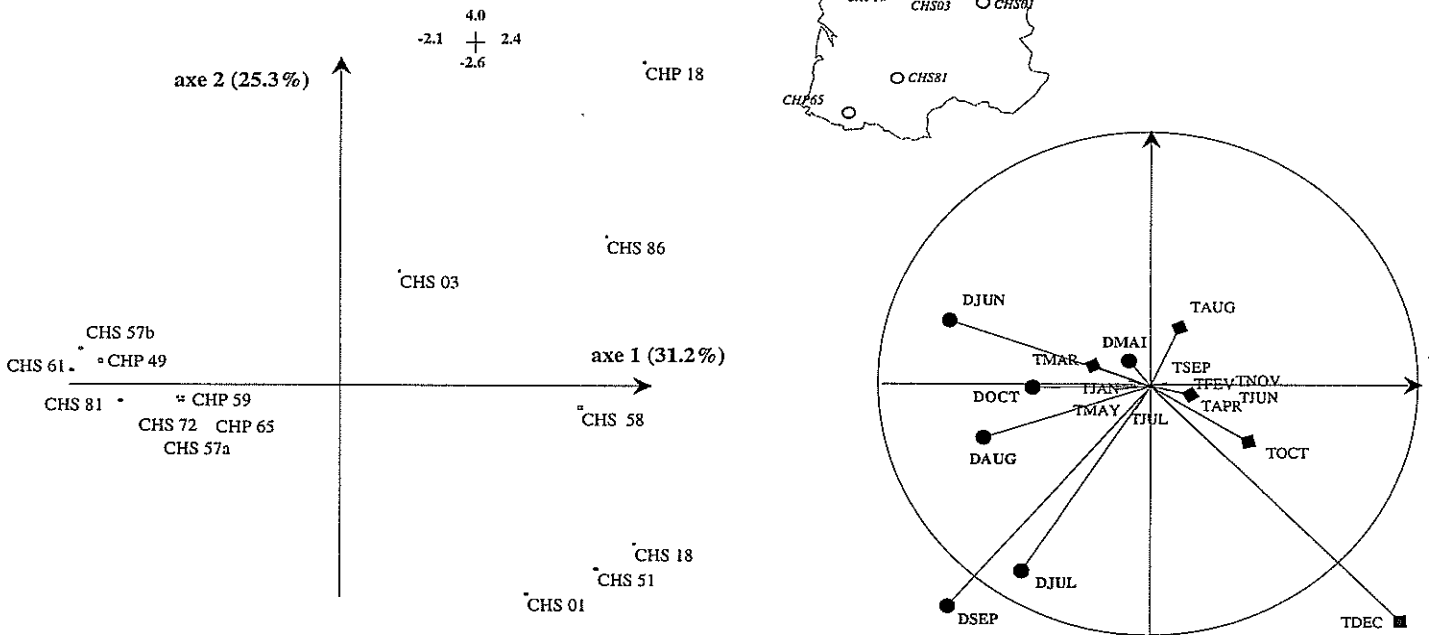 4.0
-2.1 2.4
-2.6
axe 2 (25.3%)
CHP 18
CHS 86
CHS 03
axe 1 (31.2%)
CHS 57b
CHS 61
CHP 49
CHS 81
CHP 59
CHS 72 CHP 65
CHS 57a
CHS 58
CHS 18
CHS 51
CHS 01
CHS03
CHS01
CHS81
CHP65
DJUN
TAUG
DMAI
TMAR
TSEP
DOCT
TJAN
TFEV
TNOV
TJUN
TAPR
TMAY
TJUL
DAUG
TOCT
DJUL
DSEP
TDEC